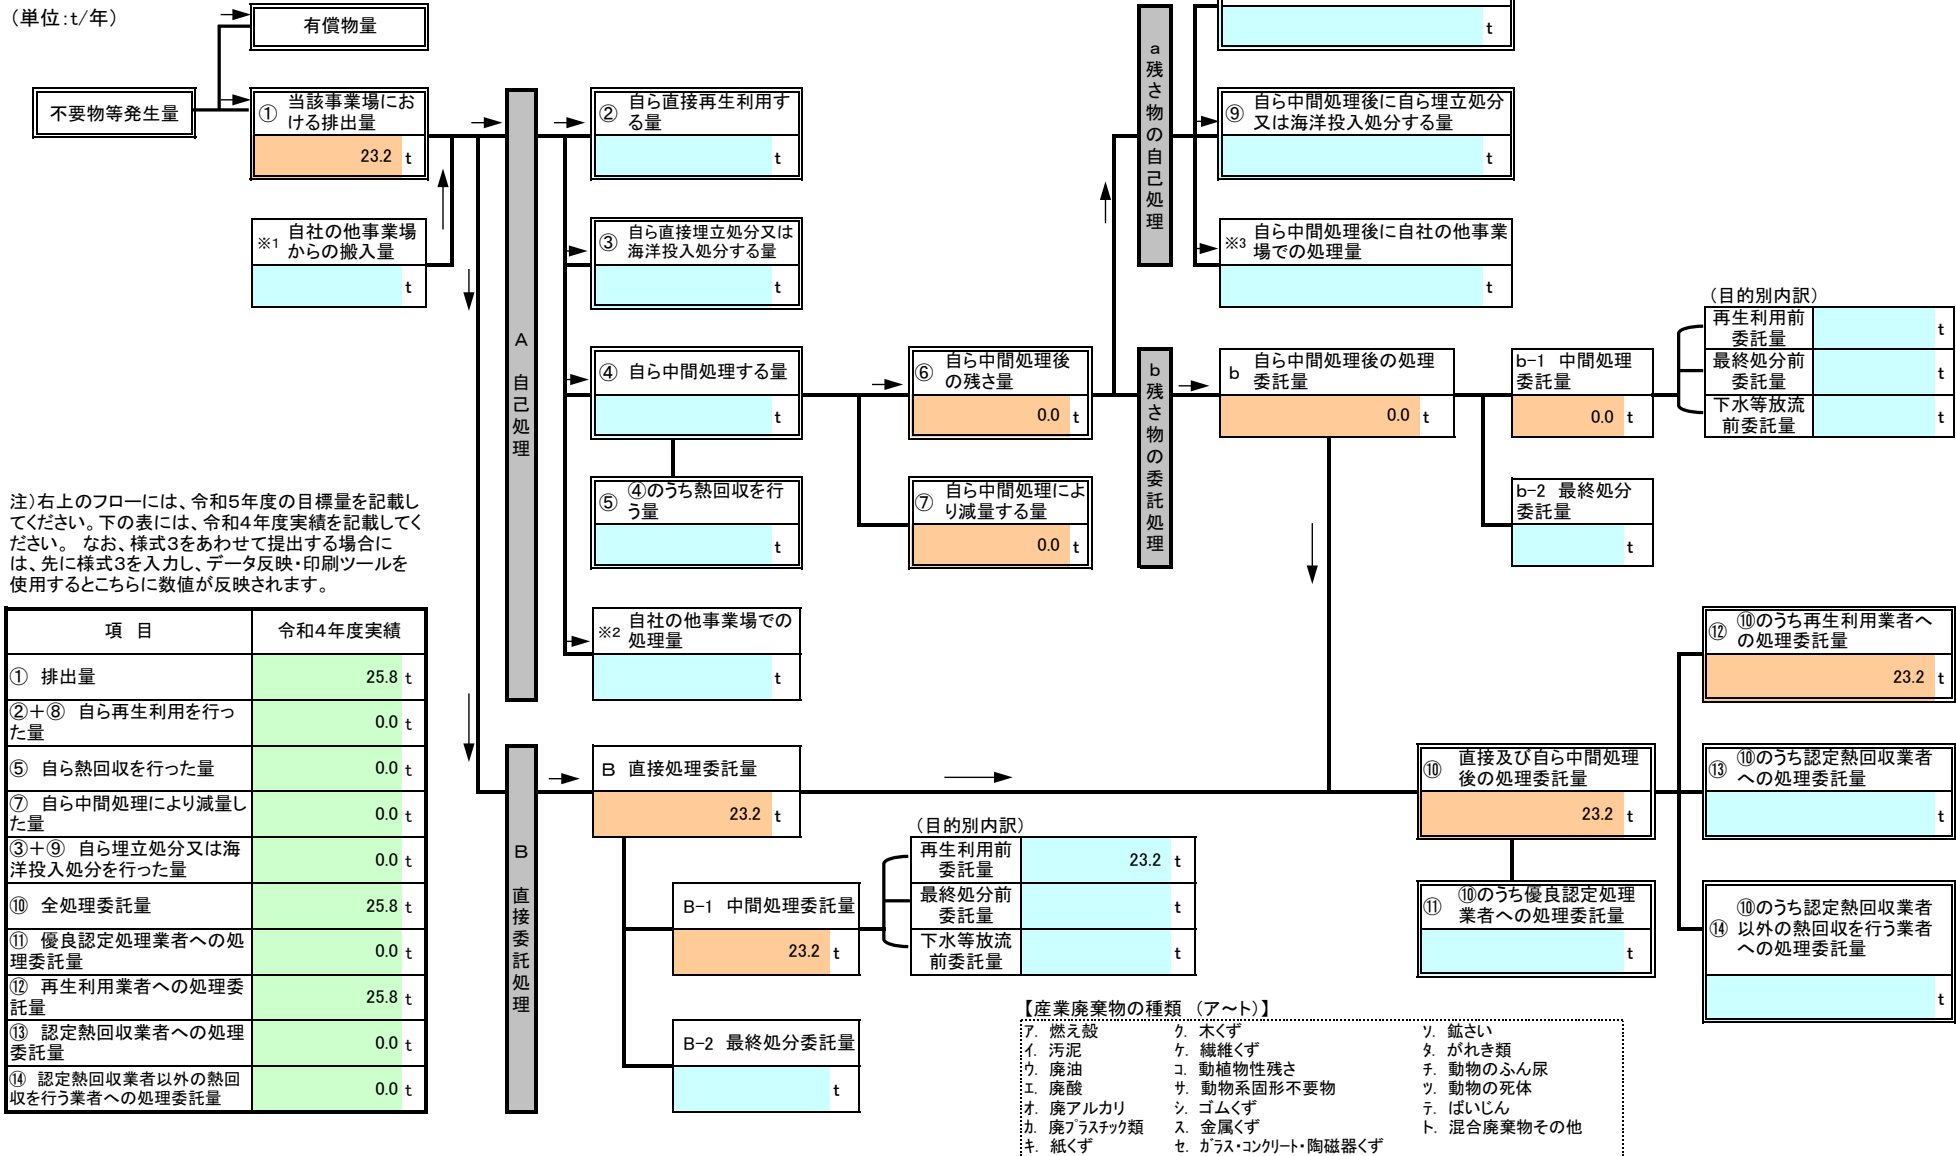 （単位：t/年）
有償物量
不要物等発生量
① 当該事業場にお
ける排出量
23.2 t
※1 自社の他事業場
からの搬入量
t
A 自己処理
② 自ら直接再生利用す
る量
t
③ 自ら直接埋立処分又は
海洋投入処分する量
t
④ 自ら中間処理する量
t
⑤ ④のうち熱回収を行
う量
t
※2 自社の他事業場での
処理量
t
⑥ 自ら中間処理後
の残さ量
0.0 t
⑦ 自ら中間処理によ
り減量する量
0.0 t
a 残さ物の自己処理
t
⑨ 自ら中間処理後に自ら埋立処分
又は海洋投入処分する量
t
※3 自ら中間処理後に自社の他事業
場での処理量
t
b 残さ物の委託処理
b 自ら中間処理後の処理
委託量
0.0 t
b-1 中間処理
委託量
0.0 t
（目的別内訳）
再生利用前
委託量
t
最終処分前
委託量
t
下水等放流
前委託量
t
b-2 最終処分
委託量
t
注）右上のフローには、令和５年度の目標量を記載し
てください。下の表には、令和４年度実績を記載してく
ださい。 なお、様式３をあわせて提出する場合に
は、先に様式３を入力し、データ反映・印刷ツールを
使用するとこちらに数値が反映されます。
項 目 令和４年度実績
① 排出量 25.8 t
②＋⑧ 自ら再生利用を行っ
た量 0.0 t
⑤ 自ら熱回収を行った量 0.0 t
⑦ 自ら中間処理により減量し
た量 0.0 t
③＋⑨ 自ら埋立処分又は海
洋投入処分を行った量 0.0 t
⑩ 全処理委託量 25.8 t
⑪ 優良認定処理業者への処
理委託量 0.0 t
⑫ 再生利用業者への処理委
託量 25.8 t
⑬ 認定熱回収業者への処理
委託量 0.0 t
⑭ 認定熱回収業者以外の熱回
収を行う業者への処理委託量 0.0 t
B 直接委託処理
B 直接処理委託量
23.2 t
B-1 中間処理委託量
23.2 t
（目的別内訳）
再生利用前
委託量
23.2 t
最終処分前
委託量
t
下水等放流
前委託量
t
B-2 最終処分委託量
t
⑩ 直接及び自ら中間処理
後の処理委託量
23.2 t
⑪ ⑩のうち優良認定処理
業者への処理委託量
t
⑫ ⑩のうち再生利用業者へ
の処理委託量
23.2 t
⑬ ⑩のうち認定熱回収業者
への処理委託量
t
⑭ ⑩のうち認定熱回収業者
以外の熱回収を行う業者
への処理委託量
t
【産業廃棄物の種類 （ア～ト）】
ア. 燃え殻 ク. 木くず ソ. 鉱さい
イ. 汚泥 ケ. 繊維くず タ. がれき類
ウ. 廃油 コ. 動植物性残さ チ. 動物のふん尿
エ. 廃酸 サ. 動物系固形不要物 ツ. 動物の死体
オ. 廃アルカリ シ. ゴムくず テ. ばいじん
カ. 廃プラスチック類 ス. 金属くず ト. 混合廃棄物その他
キ. 紙くず セ. ガラス・コンクリート・陶磁器くず